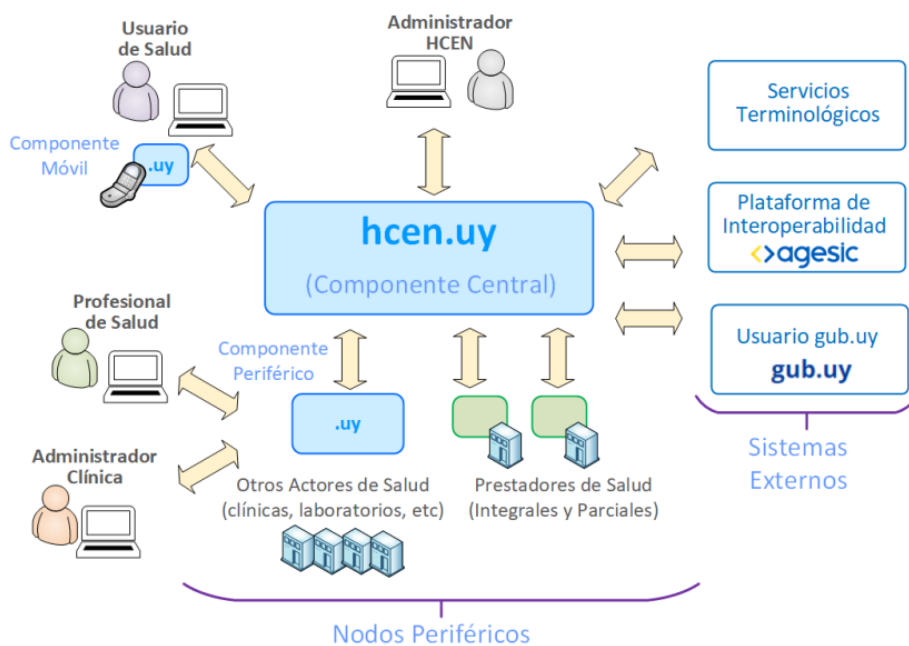 Usuario
de Salud
Administrador
HCEN
Componente
Móvil
.uy
Servicios
Terminológicos
hcen.uy
(Componente Central)
Plataforma de
Interoperabilidad
<>agesic
Usuario gub.uy
gub.uy
Profesional
de Salud
Componente
Periférico
.uy
Administrador
Clínica
Otros Actores de Salud
(clínicas, laboratorios, etc)
Prestadores de Salud
(Integrales y Parciales)
Sistemas
Externos
Nodos Periféricos